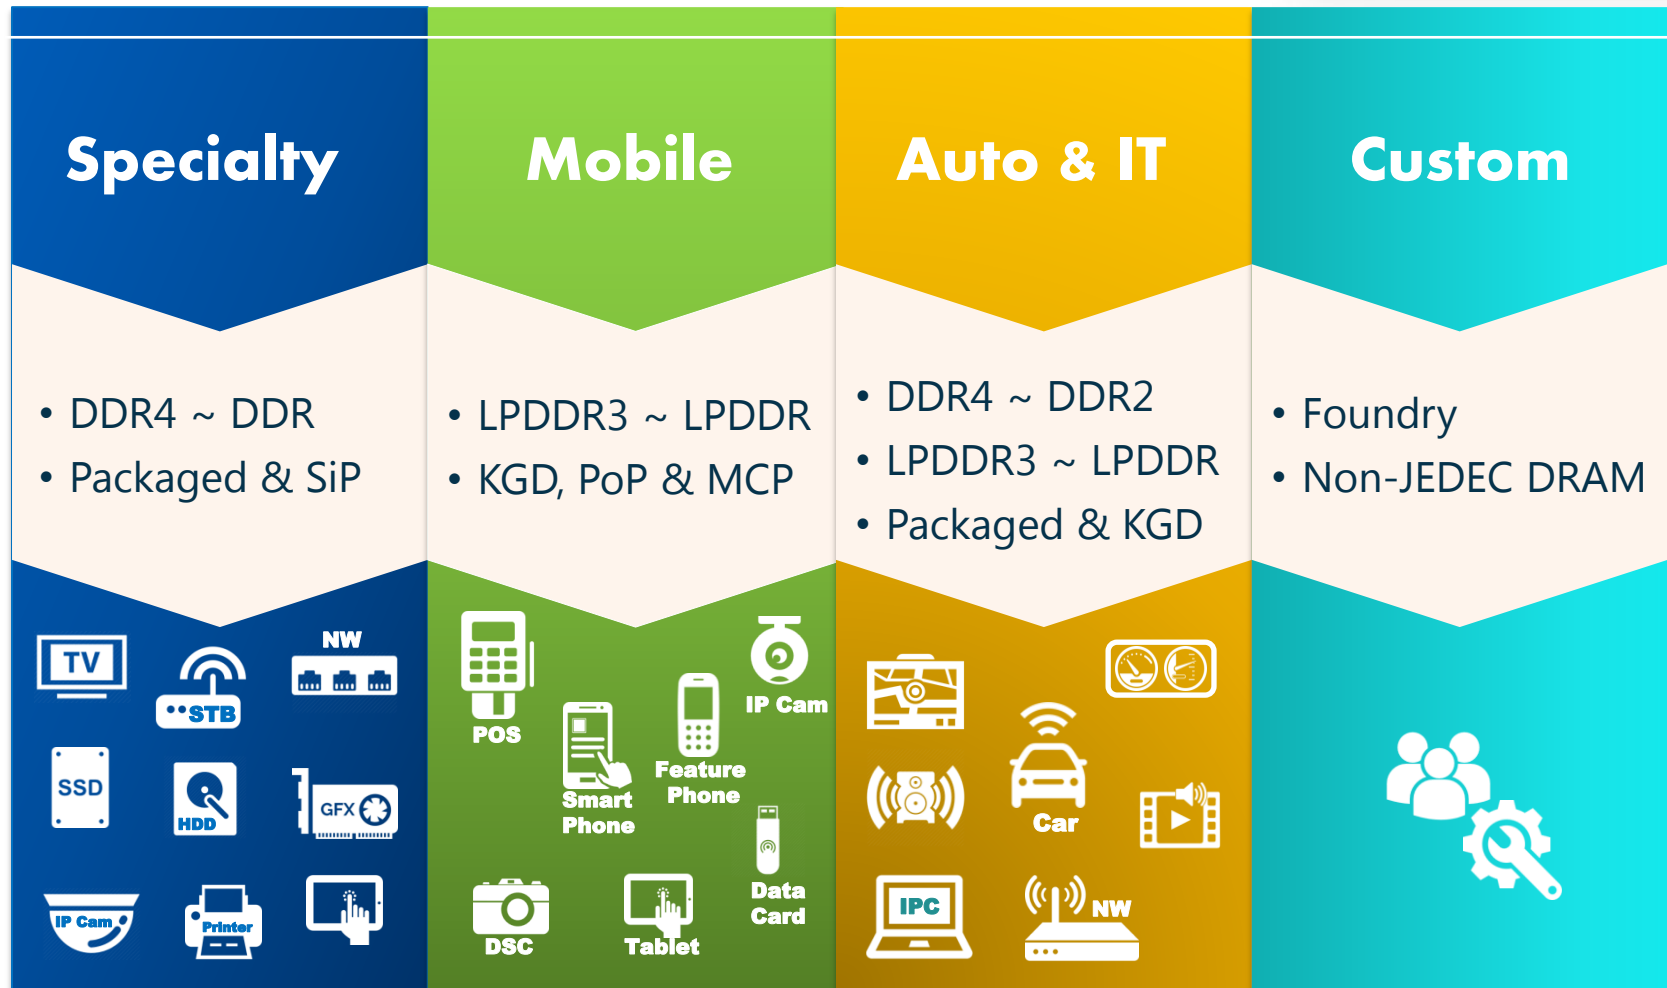 Specialty
• DDR4 ~ DDR
• Packaged & SiP
TV
STB
NW
SSD
HDD
GFX
IP Cam
Printer
Mobile
• LPDDR3 ~ LPDDR
• KGD, PoP & MCP
POS
Smart
Phone
Feature
Phone
IP Cam
Data
Card
DSC
Tablet
Auto & IT
• DDR4 ~ DDR2
• LPDDR3 ~ LPDDR
• Packaged & KGD
Car
IPC
NW
Custom
• Foundry
• Non-JEDEC DRAM